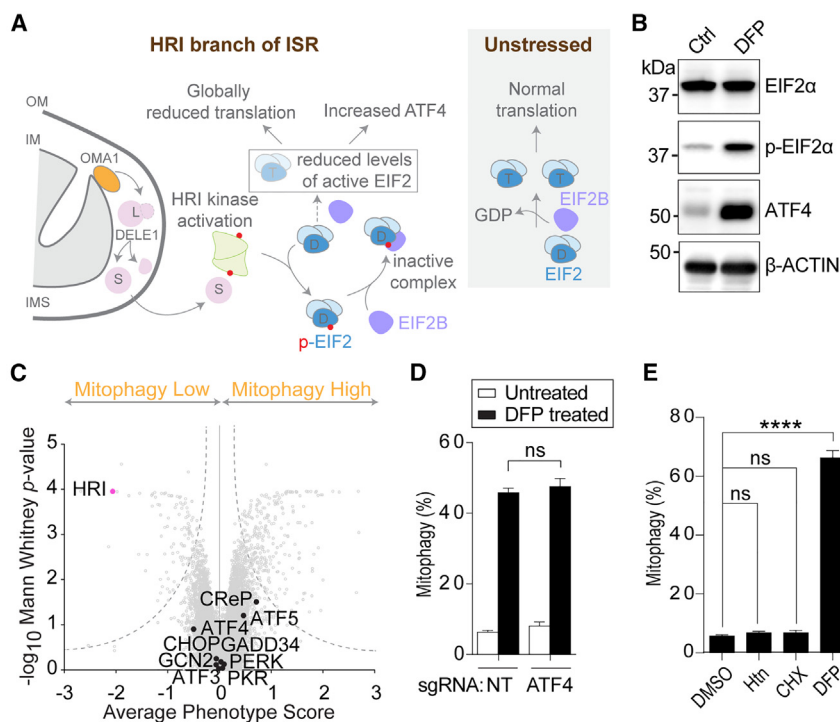 A
HRI branch of ISR
Unstressed
Globally
reduced translation
Increased ATF4
Normal
translation
OM
IM
OMA1
T
reduced levels
of active EIF2
T
T
HRI kinase
activation
EIF2B
GDP
L
DELE1
D
D
D
EIF2
inactive
complex
S
S
IMS
D
p-EIF2
EIF2B
B
Ctrl
DFP
kDa
37
EIF2α
37
p-EIF2α
50
ATF4
50
β-ACTIN
C
Mitophagy Low
Mitophagy High
-log10 Mann Whitney p-value
5
4
3
2
1
0
HRI
CReP
ATF5
ATF4
CHOP
GADD34
GCN2
PERK
ATF3
PKR
-3
-2
-1
0
1
2
3
Average Phenotype Score
D
Untreated
DFP treated
Mitophagy (%)
60
40
20
0
ns
sgRNA:
NT
ATF4
E
Mitophagy (%)
80
60
40
20
0
****
ns
ns
DMSO
Htn
CHX
DFP